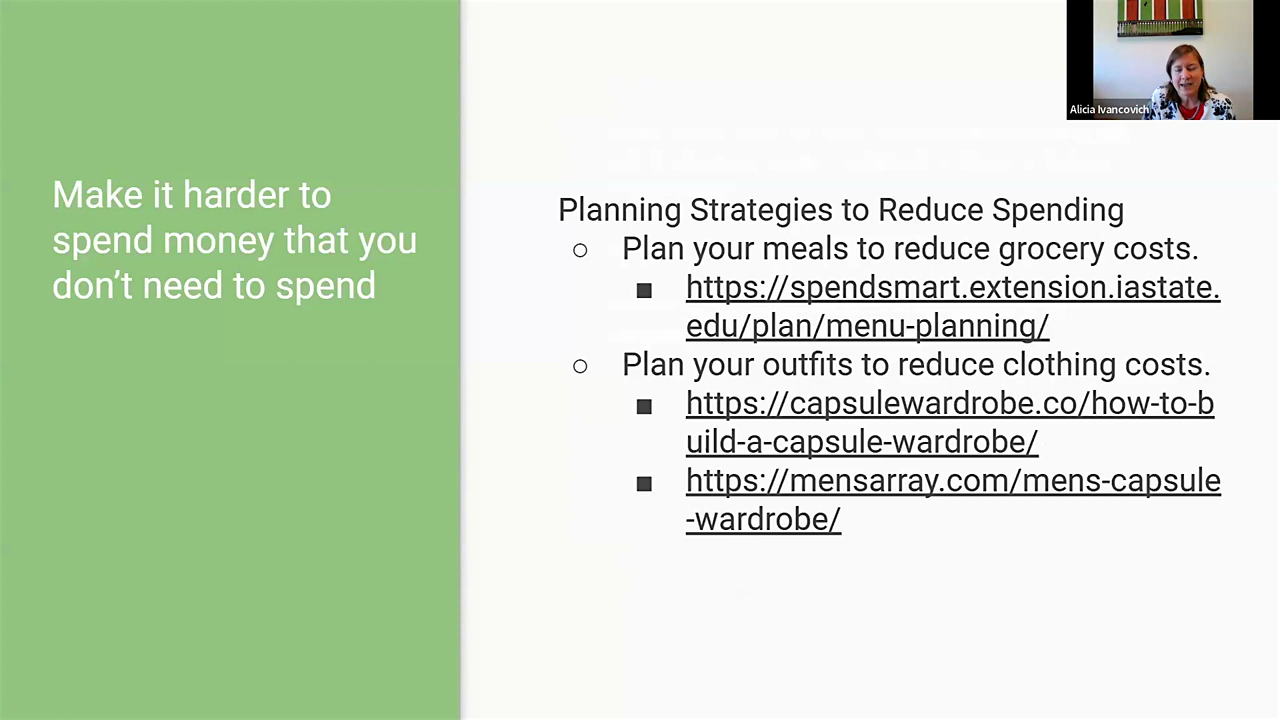 Alicia Ivancovich
Make it harder to
spend money that you
don’t need to spend
Planning Strategies to Reduce Spending
○ Plan your meals to reduce grocery costs.
■ https://spendsmart.extension.iastate.
edu/plan/menu-planning/
○ Plan your outfits to reduce clothing costs.
■ https://capsulewardrobe.co/how-to-b
uild-a-capsule-wardrobe/
■ https://mensarray.com/mens-capsule
-wardrobe/